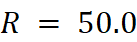 R = 50.0